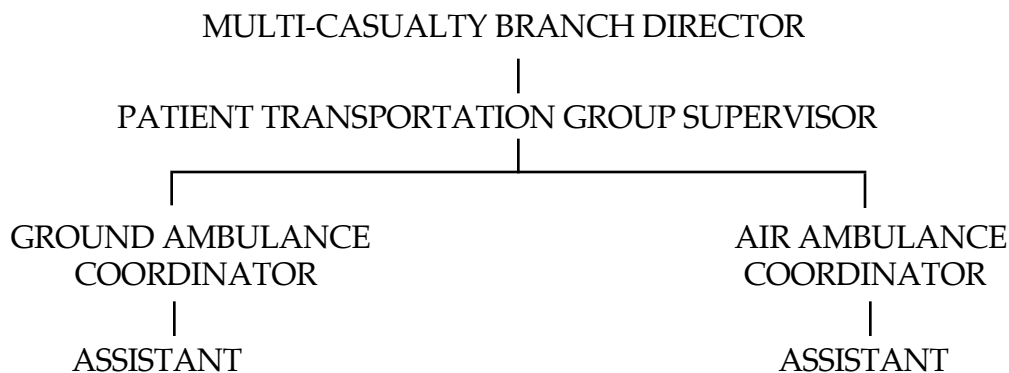 MULTI-CASUALTY BRANCH DIRECTOR
PATIENT TRANSPORTATION GROUP SUPERVISOR
GROUND AMBULANCE
COORDINATOR
AIR AMBULANCE
COORDINATOR
ASSISTANT
ASSISTANT